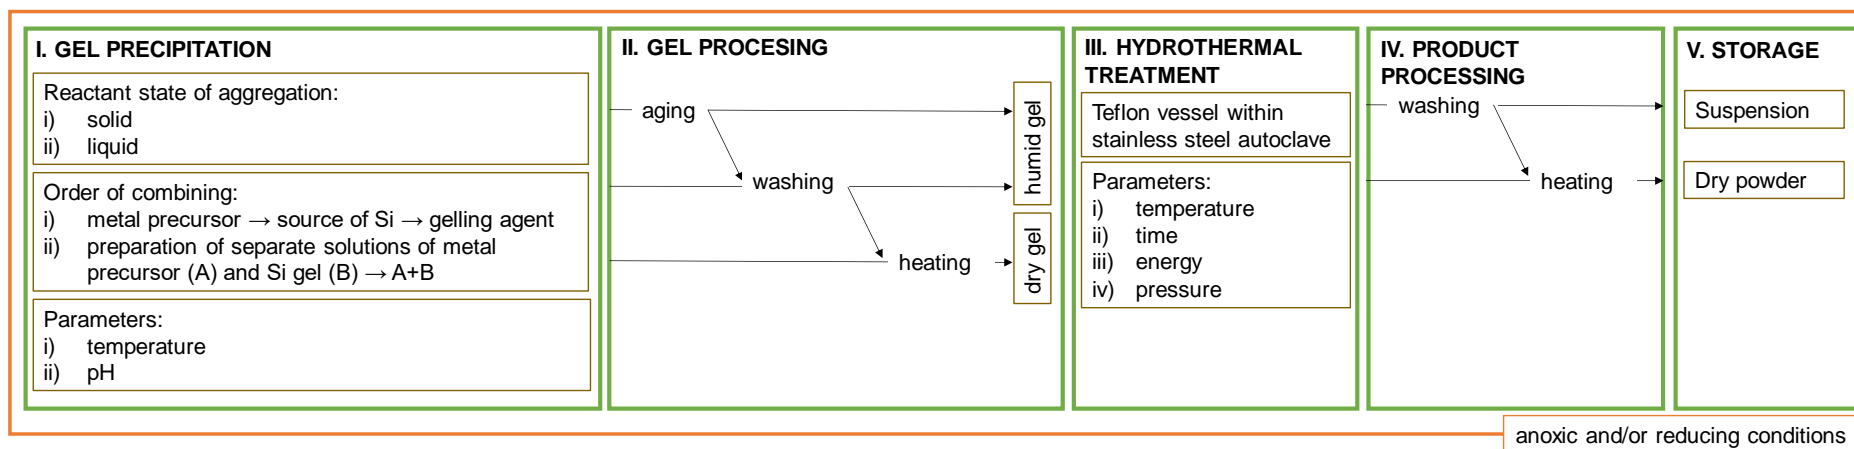 I. GEL PRECIPITATION
Reactant state of aggregation:
i) solid
ii) liquid
Order of combining:
i) metal precursor → source of Si → gelling agent
ii) preparation of separate solutions of metal
precursor (A) and Si gel (B) → A+B
Parameters:
i) temperature
ii) pH
II. GEL PROCESING
aging
washing
heating
humid gel
dry gel
III. HYDROTHERMAL
TREATMENT
Teflon vessel within
stainless steel autoclave
Parameters:
i) temperature
ii) time
iii) energy
iv) pressure
IV. PRODUCT
PROCESSING
washing
heating
V. STORAGE
Suspension
Dry powder
anoxic and/or reducing conditions